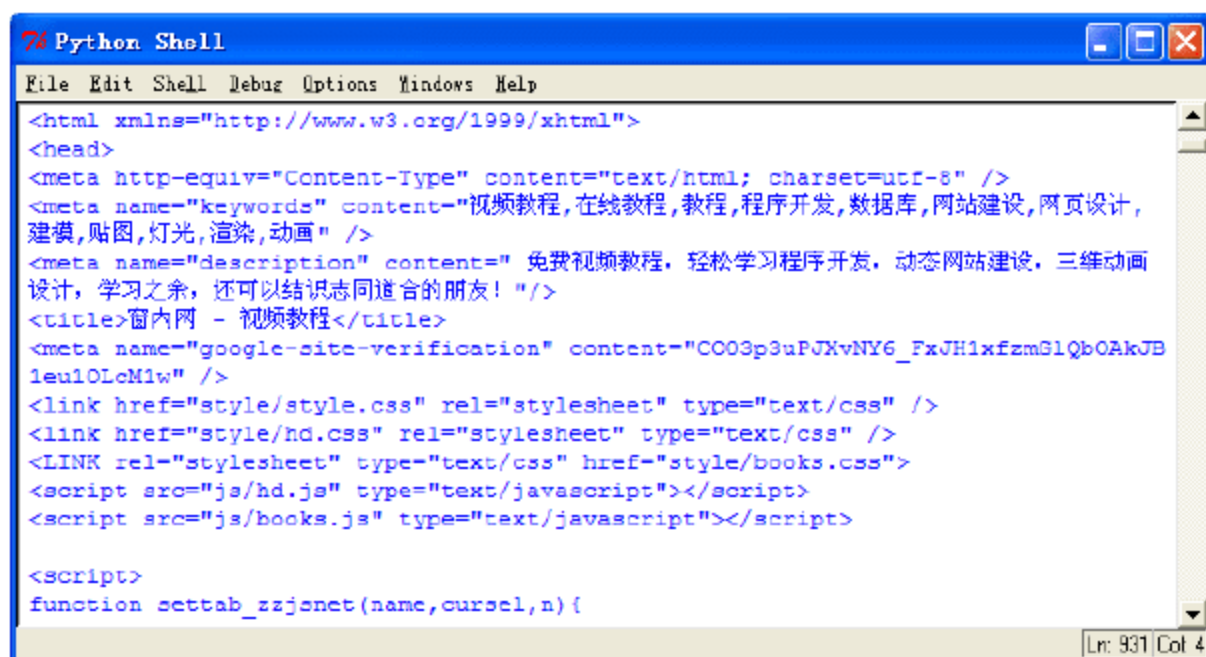 Python Shell
File Edit Shell Debug Options Windows Help
<html xmlns="http://www.w3.org/1999/xhtml">
<head>
<meta http-equiv="Content-Type" content="text/html; charset=utf-8" />
<meta name="keywords" content="视频教程,在线教程,教程,程序开发,数据库,网站建设,网页设计,
建模,贴图,灯光,渲染,动画" />
<meta name="description" content=" 免费视频教程，轻松学习程序开发，动态网站建设，三维动画
设计，学习之余，还可以结识志同道合的朋友！"/>
<title>窗内网 - 视频教程</title>
<meta name="google-site-verification" content="CCO3p3uPJXvNY6_FxJH1xfzmG1QbOAkJB
1eu1OLcM1w" />
<link href="style/style.css" rel="stylesheet" type="text/css" />
<link href="style/hd.css" rel="stylesheet" type="text/css" />
<LINK rel="stylesheet" type="text/css" href="style/books.css">
<script src="js/hd.js" type="text/javascript"></script>
<script src="js/books.js" type="text/javascript"></script>
<script>
function settab_zzjsnet(name,cursel,n){
Ln: 931 Col: 4